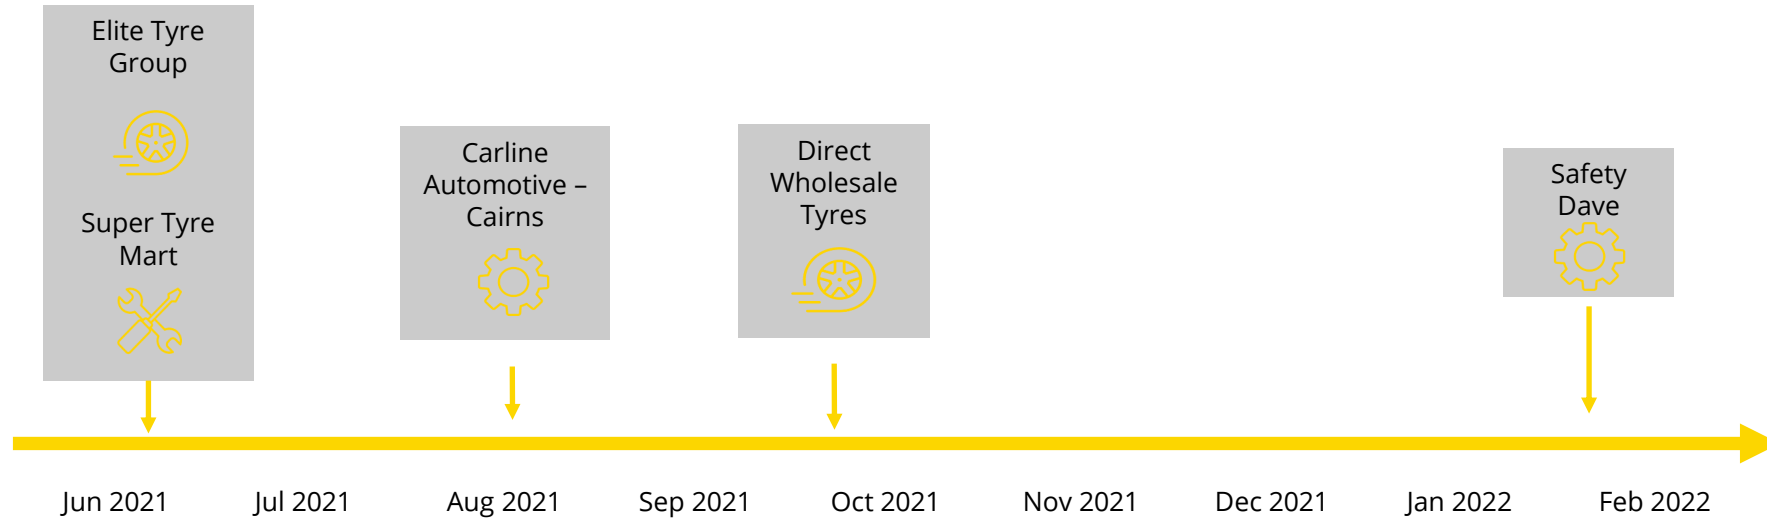 Elite Tyre
Group
Super Tyre
Mart
Carline
Automotive –
Cairns
Direct
Wholesale
Tyres
Safety
Dave
Jun 2021
Jul 2021
Aug 2021
Sep 2021
Oct 2021
Nov 2021
Dec 2021
Jan 2022
Feb 2022